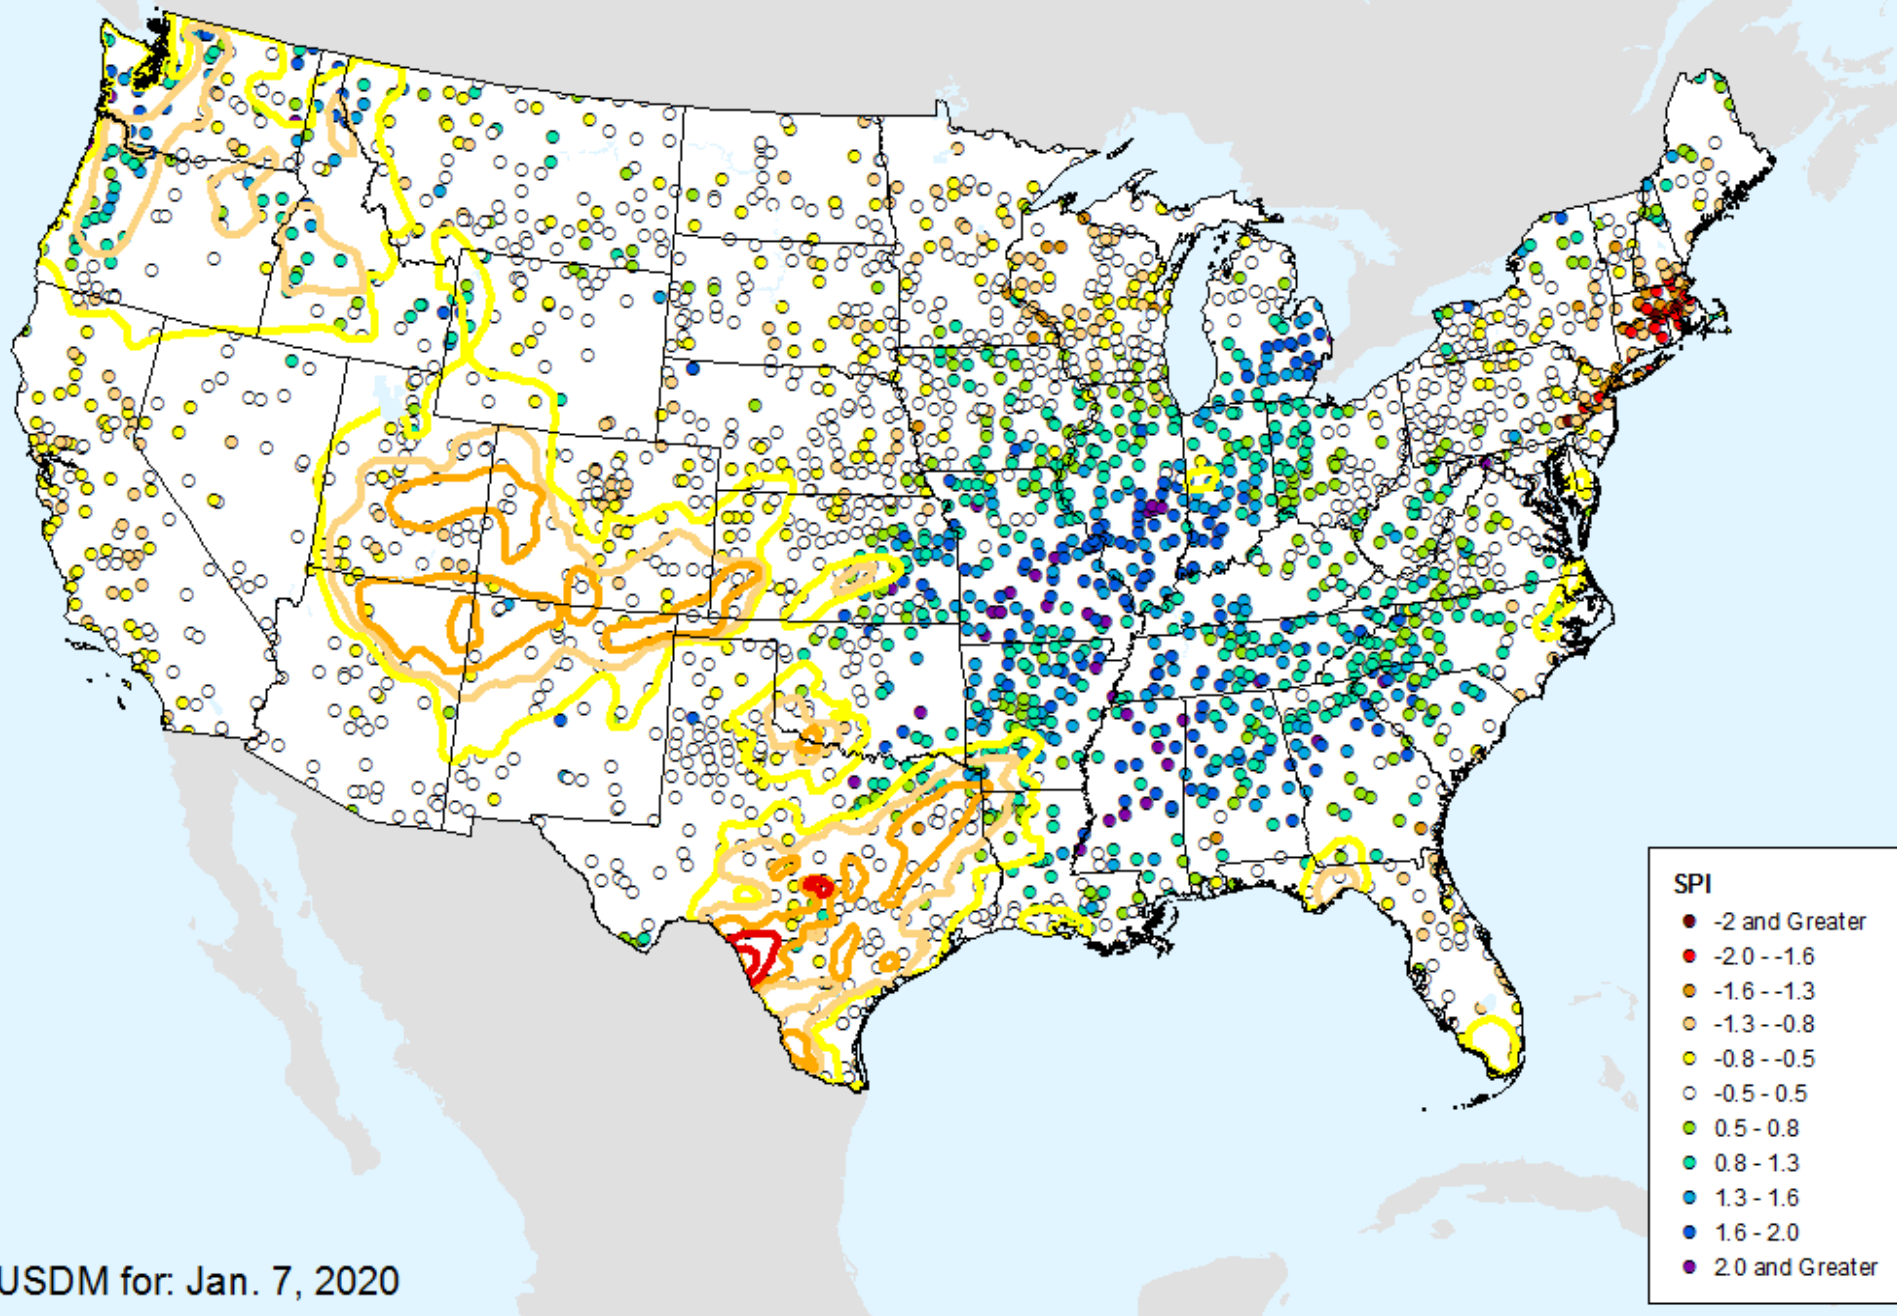 SPI
-2 and Greater
-2.0 - -1.6
-1.6 - -1.3
-1.3 - -0.8
-0.8 - -0.5
-0.5 - 0.5
0.5 - 0.8
0.8 - 1.3
1.3 - 1.6
1.6 - 2.0
2.0 and Greater
USDM for: Jan. 7, 2020